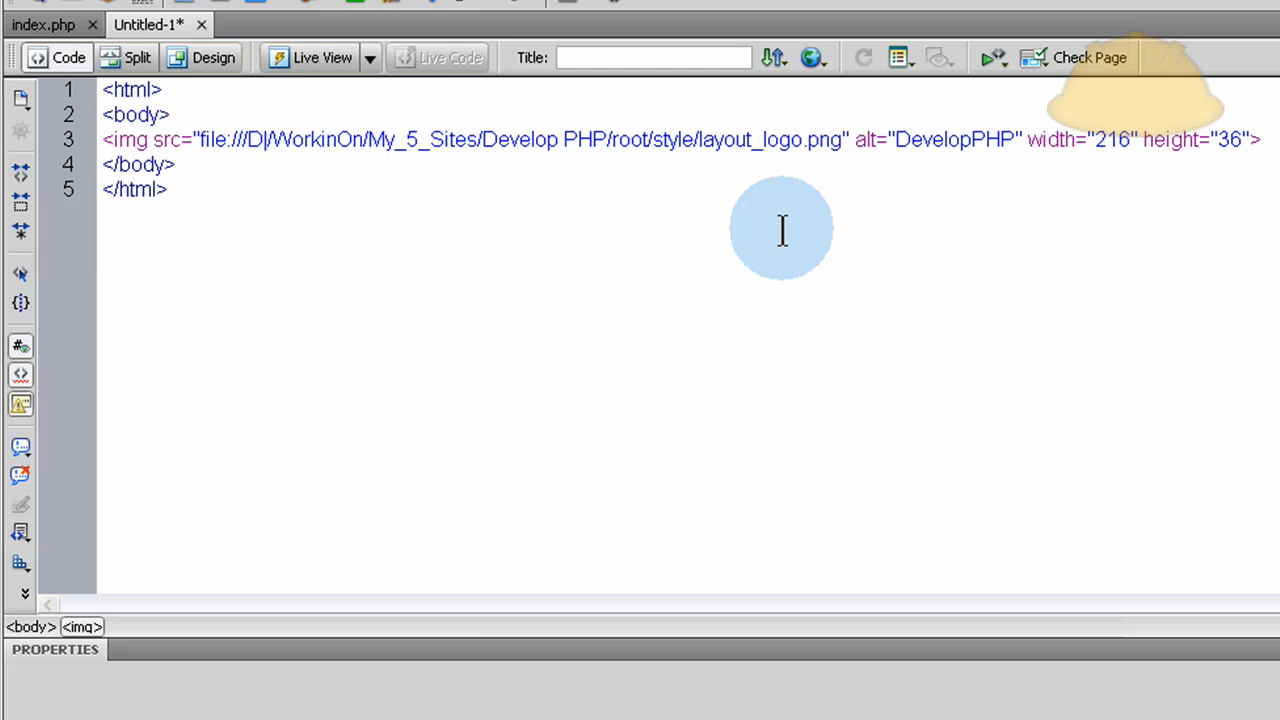 index.php Untitled-1*
Code Split Design Live View Live Code Title: Check Page
1 <html>
2 <body>
3 <img src="file:///D|/WorkinOn/My_5_Sites/Develop PHP/root/style/layout_logo.png" alt="DevelopPHP" width="216" height="36">
4 </body>
5 </html>
<body> <img>
PROPERTIES